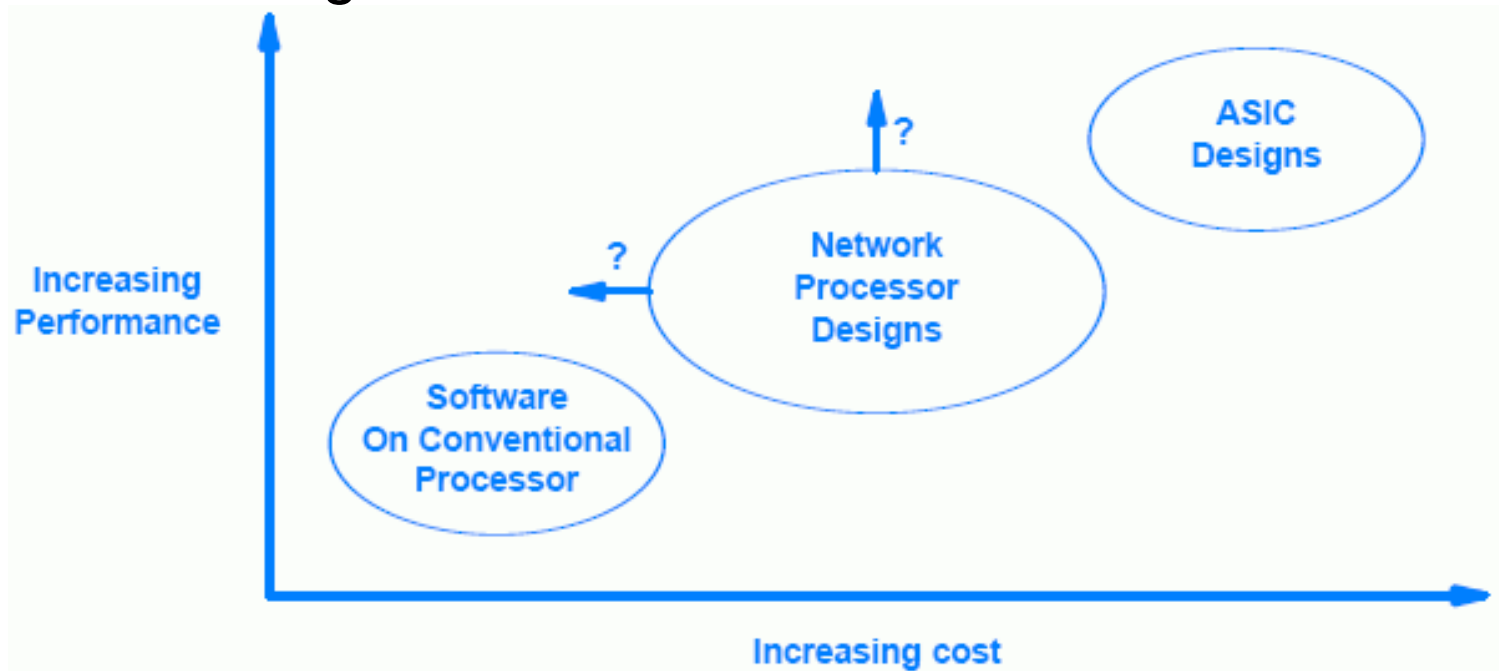 ?
ASIC
Designs
Network
Processor
Designs
?
Increasing
Performance
Software
On Conventional
Processor
Increasing cost